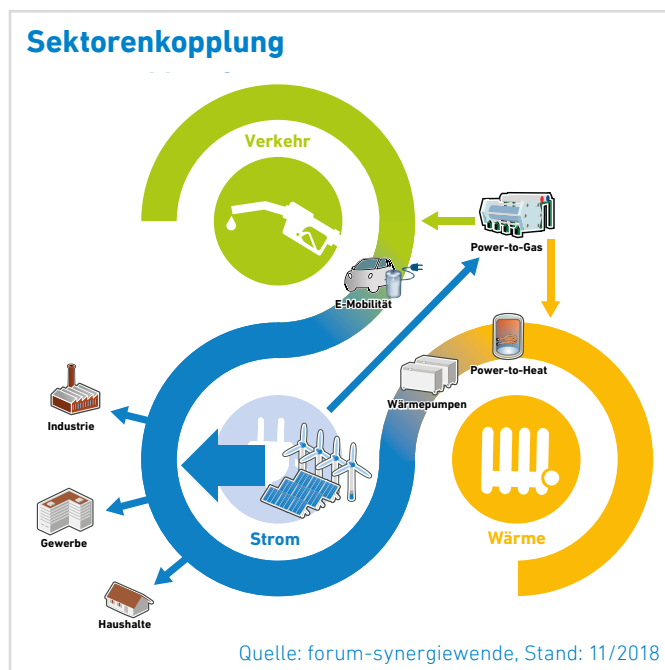 Sektorenkopplung
Verkehr
Power-to-Gas
E-Mobilität
Power-to-Heat
Wärmepumpen
Industrie
Gewerbe
Strom
Wärme
Haushalte
Quelle: forum-synergiewende, Stand: 11/2018